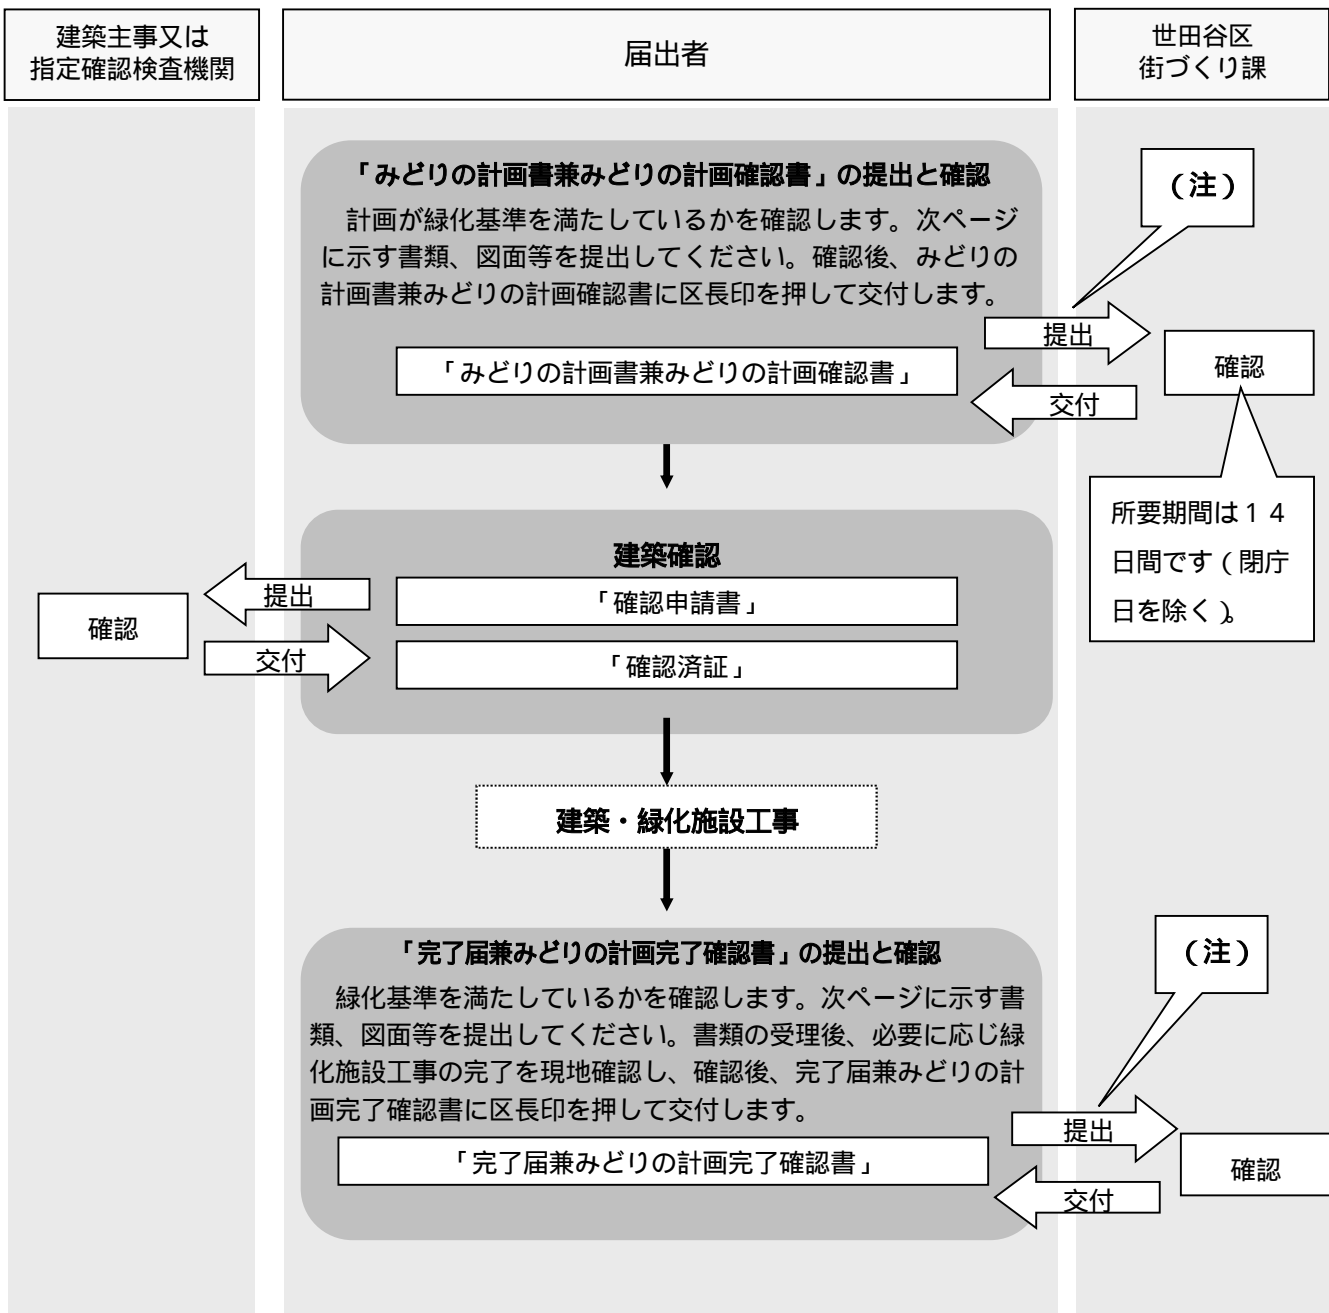 建築主事又は
指定確認検査機関
届出者
世田谷区
街づくり課
「みどりの計画書兼みどりの計画確認書」の提出と確認
計画が緑化基準を満たしているかを確認します。次ページ
に示す書類、図面等を提出してください。確認後、みどりの
計画書兼みどりの計画確認書に区長印を押して交付します。
（注）
提出
確認
「みどりの計画書兼みどりの計画確認書」
交付
所要期間は１４
日間です（閉庁
日を除く）。
建築確認
提出
「確認申請書」
確認
交付
「確認済証」
建築・緑化施設工事
「完了届兼みどりの計画完了確認書」の提出と確認
緑化基準を満たしているかを確認します。次ページに示す書
類、図面等を提出してください。書類の受理後、必要に応じ緑
化施設工事の完了を現地確認し、確認後、完了届兼みどりの計
画完了確認書に区長印を押して交付します。
（注）
提出
確認
「完了届兼みどりの計画完了確認書」
交付